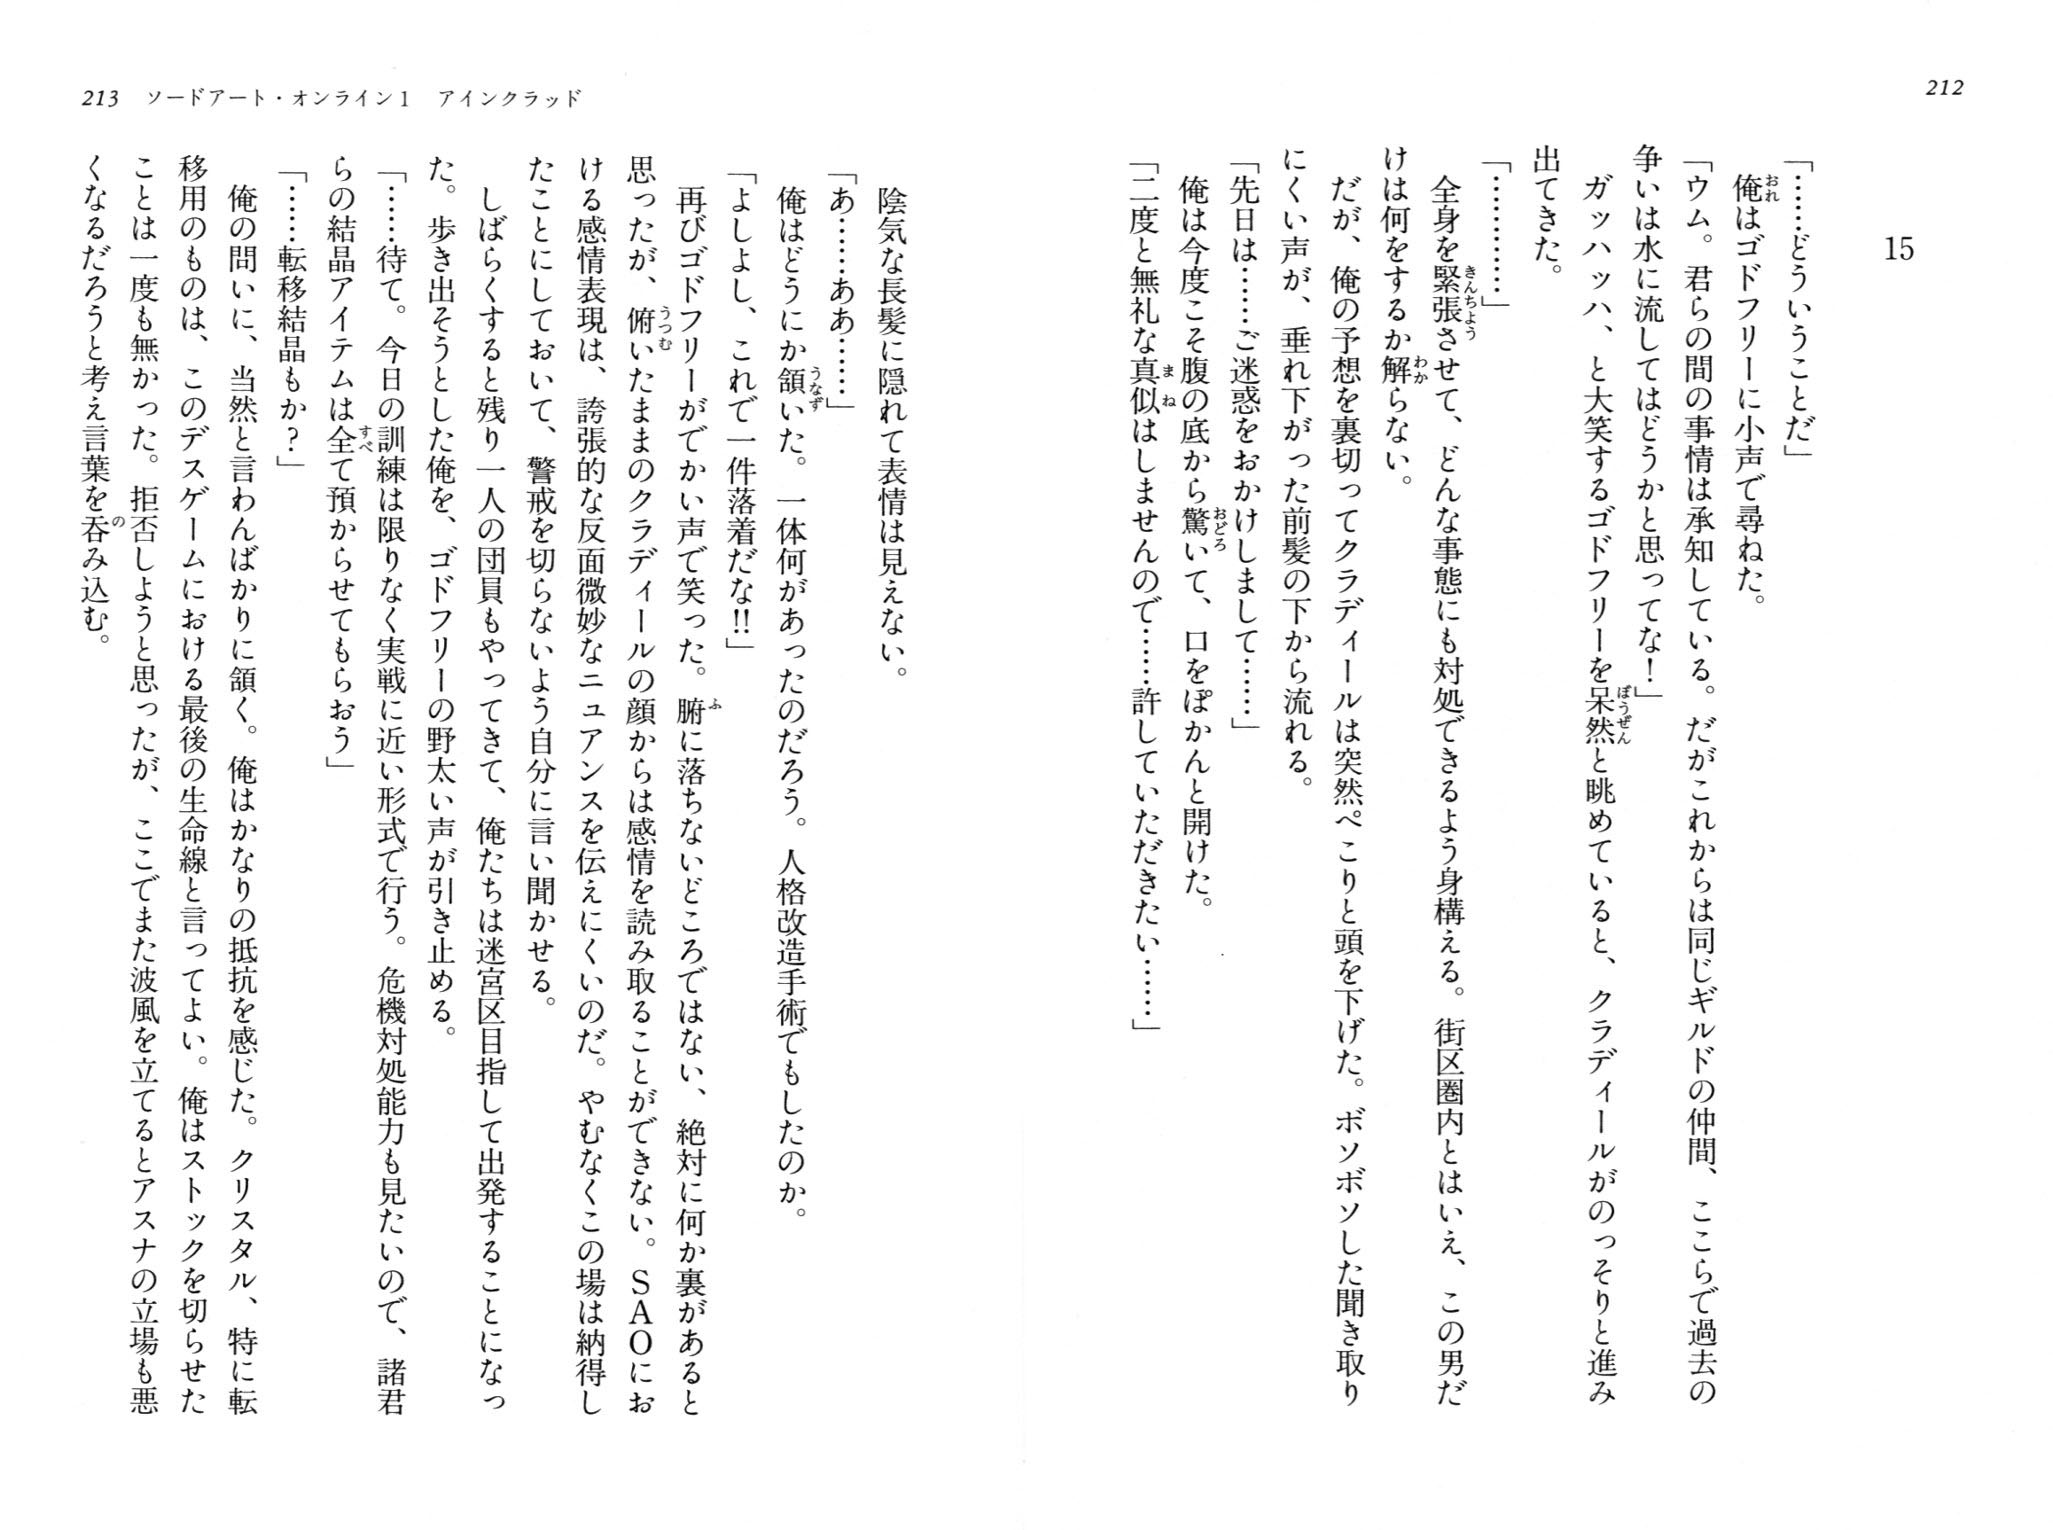 212
15
「……どういうことだ」
俺はゴドフリーに小声で尋ねた。
「ウム。君らの間の事情は承知している。だがこれからは同じギルドの仲間、ここらで過去の
争いは水に流してはどうかと思ってな！」
ガッハッハ、と大笑するゴドフリーを呆然と眺めていると、クラディールがのっそりと進み
出てきた。
「…………」
全身を緊張させて、どんな事態にも対処できるよう身構える。街区圏内とはいえ、この男だ
けは何をするか解らない。
だが、俺の予想を裏切ってクラディールは突然ぺこりと頭を下げた。ボソボソした聞き取り
にくい声が、垂れ下がった前髪の下から流れる。
「先日は……ご迷惑をおかけしまして……」
俺は今度こそ腹の底から驚いて、口をぽかんと開けた。
「二度と無礼な真似はしませんので……許していただきたい……」
213 ソードアート・オンライン1 アインクラッド
陰気な長髪に隠れて表情は見えない。
「あ……ああ……」
俺はどうにか頷いた。一体何があったのだろう。人格改造手術でもしたのか。
「よしよし、これで一件落着だな!!」
再びゴドフリーがでかい声で笑った。腑に落ちないどころではない、絶対に何か裏があると
思ったが、俯いたままのクラディールの顔からは感情を読み取ることができない。SAOにお
ける感情表現は、誇張的な反面微妙なニュアンスを伝えにくいのだ。やむなくこの場は納得し
たことにしておいて、警戒を切らないよう自分に言い聞かせる。
しばらくすると残り一人の団員もやってきて、俺たちは迷宮区目指して出発することになっ
た。歩き出そうとした俺を、ゴドフリーの野太い声が引き止める。
「……待て。今日の訓練は限りなく実戦に近い形式で行う。危機対処能力も見たいので、諸君
らの結晶アイテムは全て預からせてもらおう」
「……転移結晶もか？」
俺の問いに、当然と言わんばかりに頷く。俺はかなりの抵抗を感じた。クリスタル、特に転
移用のものは、このデスゲームにおける最後の生命線と言ってよい。俺はストックを切らせた
ことは一度も無かった。拒否しようと思ったが、ここでまた波風を立てるとアスナの立場も悪
くなるだろうと考え言葉を呑み込む。